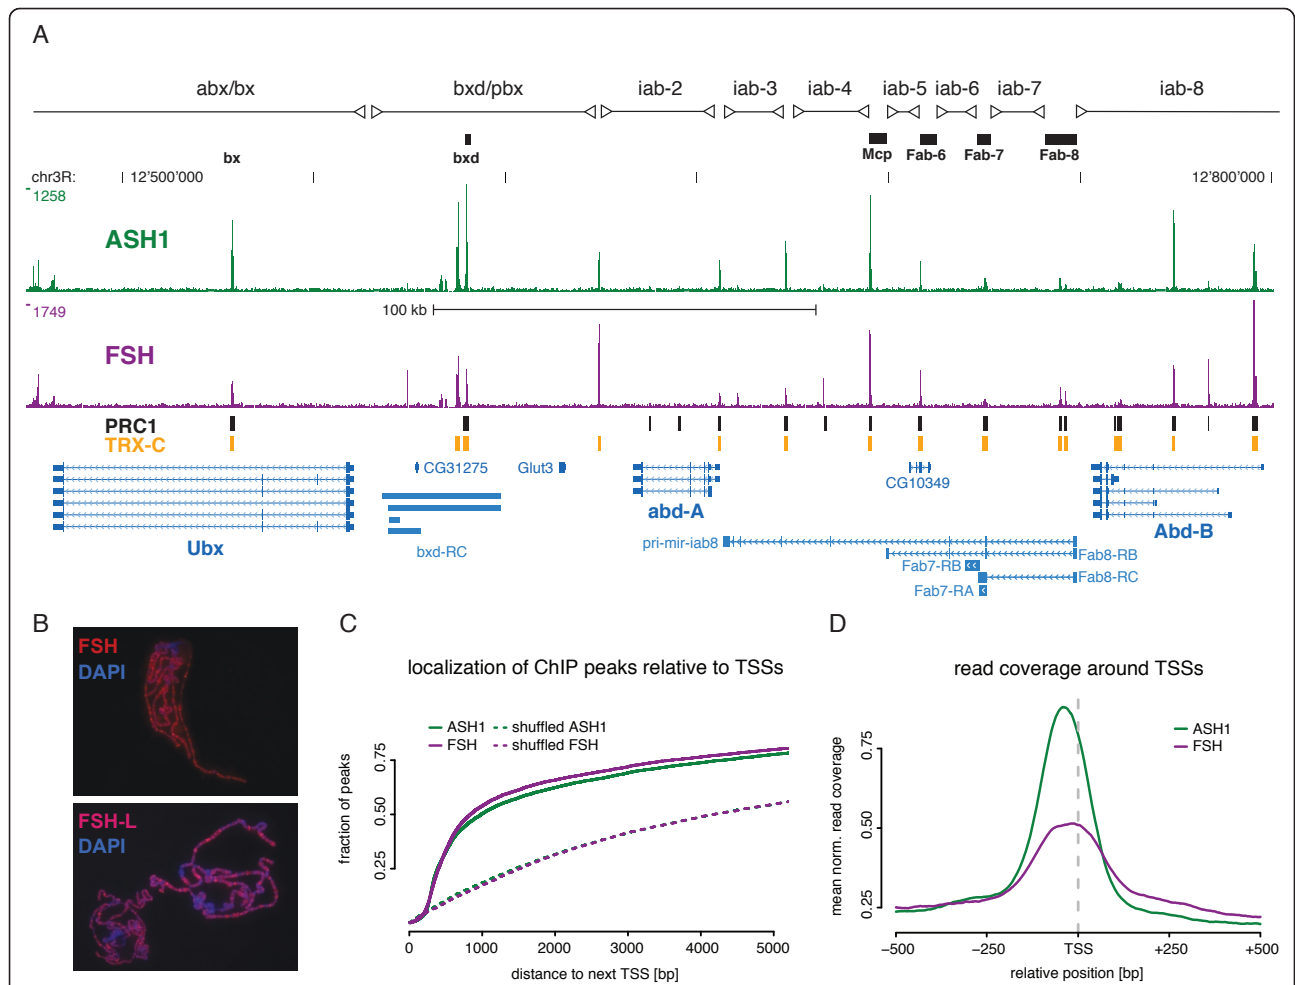 A
abx/bx bxd/pbx iab-2 iab-3 iab-4 iab-5 iab-6 iab-7 iab-8
bx bxd Mcp Fab-6 Fab-7 Fab-8
chr3R: 12'500'000 12'800'000
1258
ASH1
1749 100 kb
FSH
PRC1
TRX-C
CG31275 Glut3 CG10349
abd-A Abd-B
Ubx bxd-RC pri-mir-iab8 Fab8-RB
Fab7-RB
Fab8-RC
Fab7-RA
B
FSH
DAPI
FSH-L
DAPI
C
localization of ChIP peaks relative to TSSs
ASH1 shuffled ASH1
FSH shuffled FSH
fraction of peaks
0.75
0.50
0.25
0 1000 2000 3000 4000 5000
distance to next TSS [bp]
D
read coverage around TSSs
ASH1
FSH
mean norm. read coverage
0.75
0.50
0.25
−500 −250 TSS +250 +500
relative position [bp]